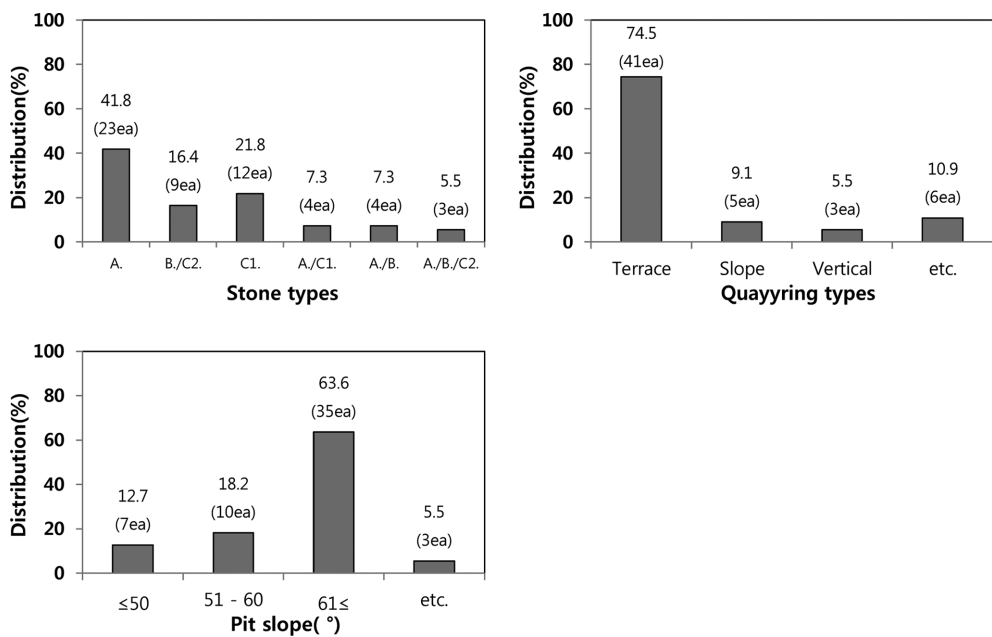 Distribution(%)
100
80
60
40
20
0
41.8
(23ea)
16.4
(9ea)
21.8
(12ea)
7.3
(4ea)
7.3
(4ea)
5.5
(3ea)
A.
B./C2.
C1.
A./C1.
A./B.
A./B./C2.
Stone types
Distribution(%)
100
80
60
40
20
0
74.5
(41ea)
9.1
(5ea)
5.5
(3ea)
10.9
(6ea)
Terrace
Slope
Vertical
etc.
Quayyring types
Distribution(%)
100
80
60
40
20
0
12.7
(7ea)
18.2
(10ea)
63.6
(35ea)
5.5
(3ea)
≤50
51 - 60
61≤
etc.
Pit slope( °)